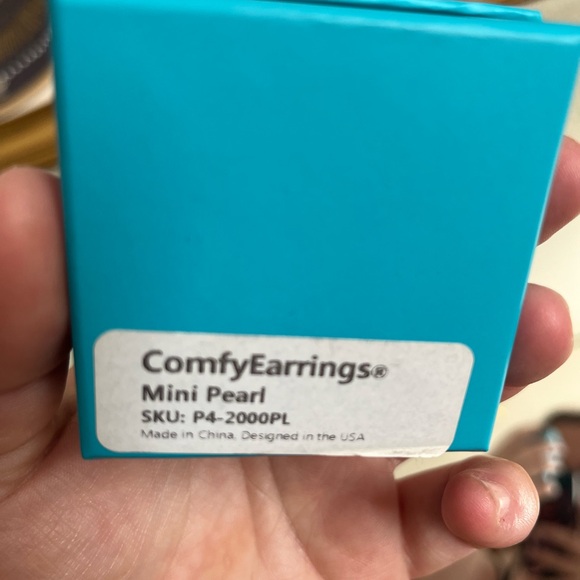 ComfyEarrings®
Mini Pearl
SKU: P4-2000PL
Made in China. Designed in the USA